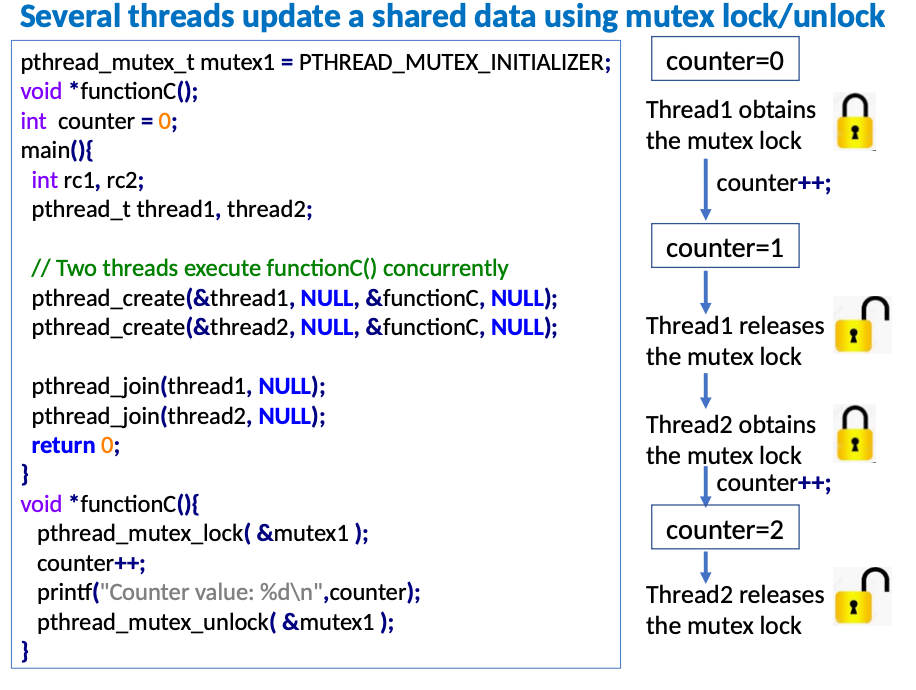 Several threads update a shared data using mutex lock/unlock
pthread_mutex_t mutex1 = PTHREAD_MUTEX_INITIALIZER;
void *functionC();
int  counter = 0;
main(){
  int rc1, rc2;
  pthread_t thread1, thread2;

  // Two threads execute functionC() concurrently
  pthread_create(&thread1, NULL, &functionC, NULL);
  pthread_create(&thread2, NULL, &functionC, NULL);

  pthread_join(thread1, NULL);
  pthread_join(thread2, NULL);
  return 0;
}
void *functionC(){
   pthread_mutex_lock( &mutex1 );
   counter++;
   printf("Counter value: %d\n",counter);
   pthread_mutex_unlock( &mutex1 );
}
counter=0
Thread1 obtains
the mutex lock
counter++;
counter=1
Thread1 releases
the mutex lock
Thread2 obtains
the mutex lock
counter++;
counter=2
Thread2 releases
the mutex lock